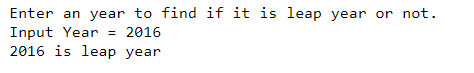 Enter an year to find if it is leap year or not.
Input Year = 2016
2016 is leap year